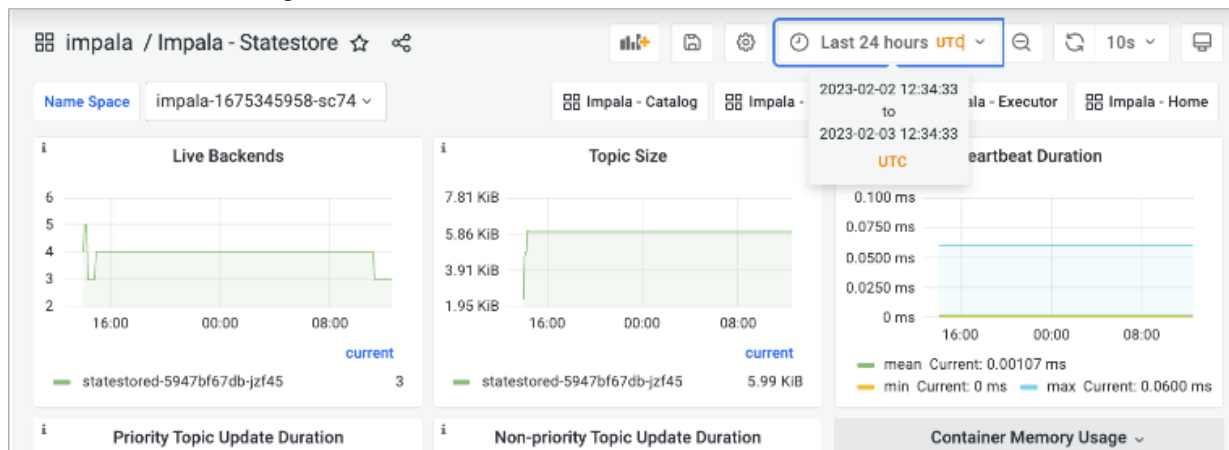 impala / Impala - Statestore
Last 24 hours UTC
10s
Name Space
impala-1675345958-sc74
Impala - Catalog
Impala -
ala - Executor
Impala - Home
2023-02-02 12:34:33
to
2023-02-03 12:34:33
UTC
i
Live Backends
6
5
4
3
2
16:00 00:00 08:00
current
statestored-5947bf67db-jzf45 3
i
Topic Size
7.81 KiB
5.86 KiB
3.91 KiB
1.95 KiB
16:00 00:00 08:00
current
statestored-5947bf67db-jzf45 5.99 KiB
eartbeat Duration
0.100 ms
0.0750 ms
0.0500 ms
0.0250 ms
0 ms
16:00 00:00 08:00
mean Current: 0.00107 ms
min Current: 0 ms max Current: 0.0600 ms
i
Priority Topic Update Duration
i
Non-priority Topic Update Duration
Container Memory Usage